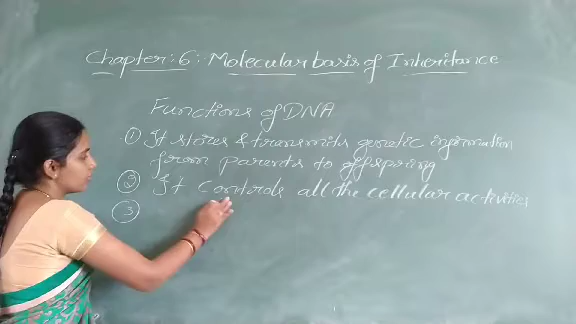 Chapter:6: Molecular basis of Inheritance
Functions of DNA
① It stores & transmits genetic information
from parents to offspring
② It controls all the cellular activities
③